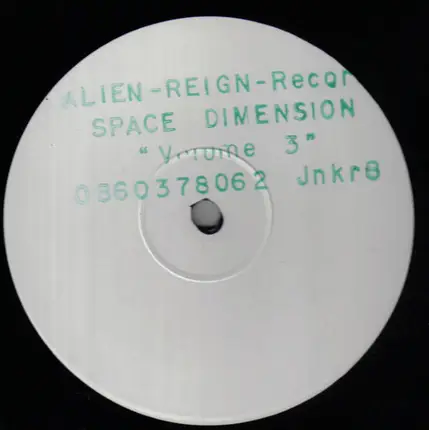 ALIEN-REIGN-Recor
SPACE DIMENSION
"Volume 3"
0860378062 Jnkr8